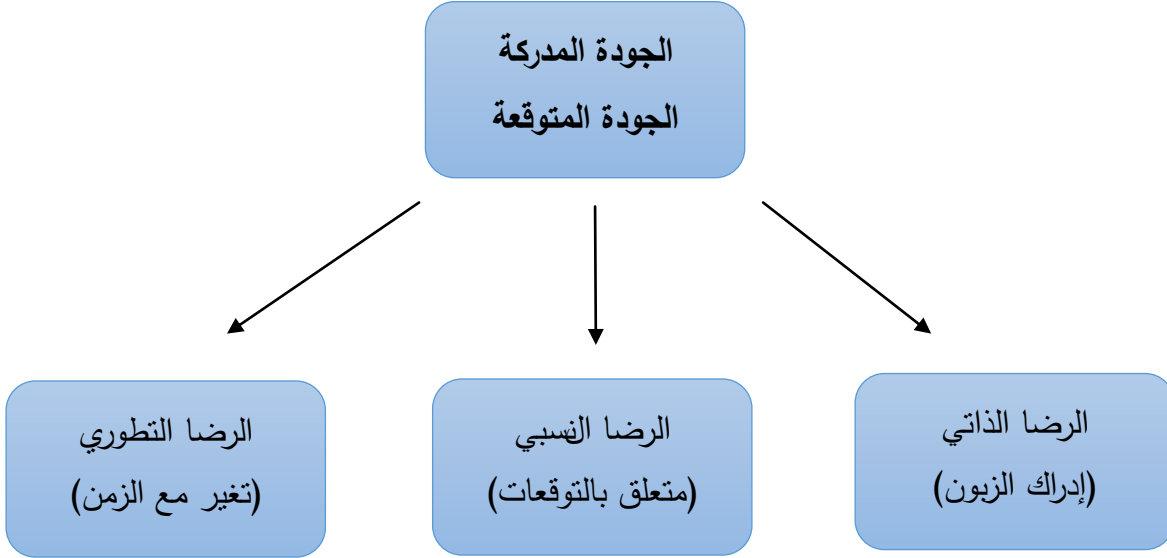 الجودة المدركة
الجودة المتوقعة
الرضا الذاتي
(إدراك الزبون)
الرضا النسبي
(متعلق بالتوقعات)
الرضا التطوري
(تغير مع الزمن)